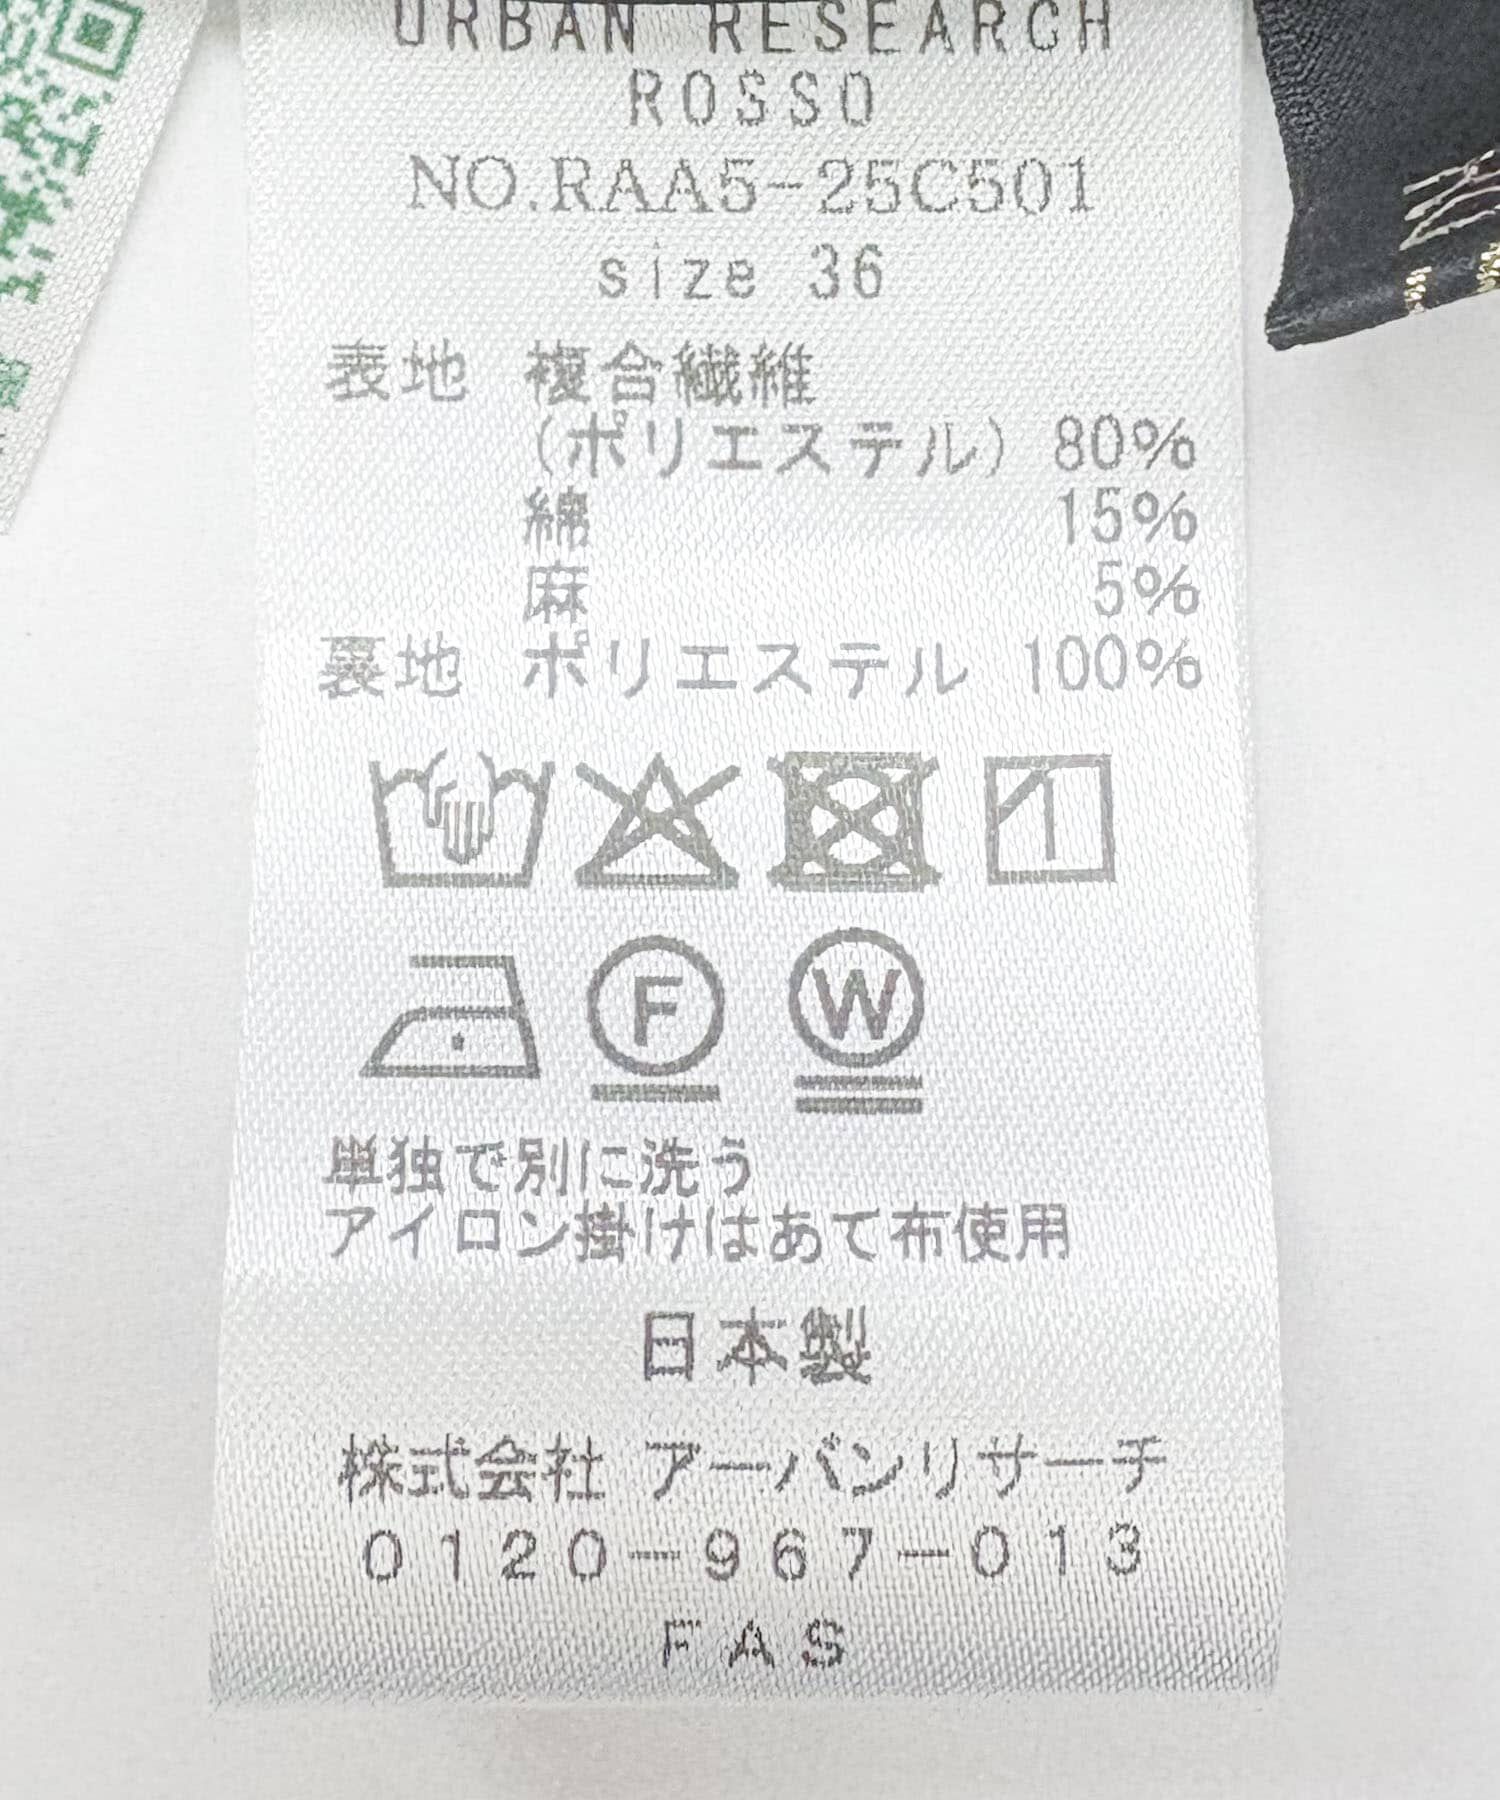 URBAN RESEARCH
ROSSO
NO.RAA5-25C501
size 36
表地 複合繊維
(ポリエステル) 80%
綿 15%
麻 5%
裏地 ポリエステル 100%
F
W
単独で別に洗う
アイロン掛けはあて布使用
日本製
株式会社 アーバンリサーチ
0120-967-013
FAS